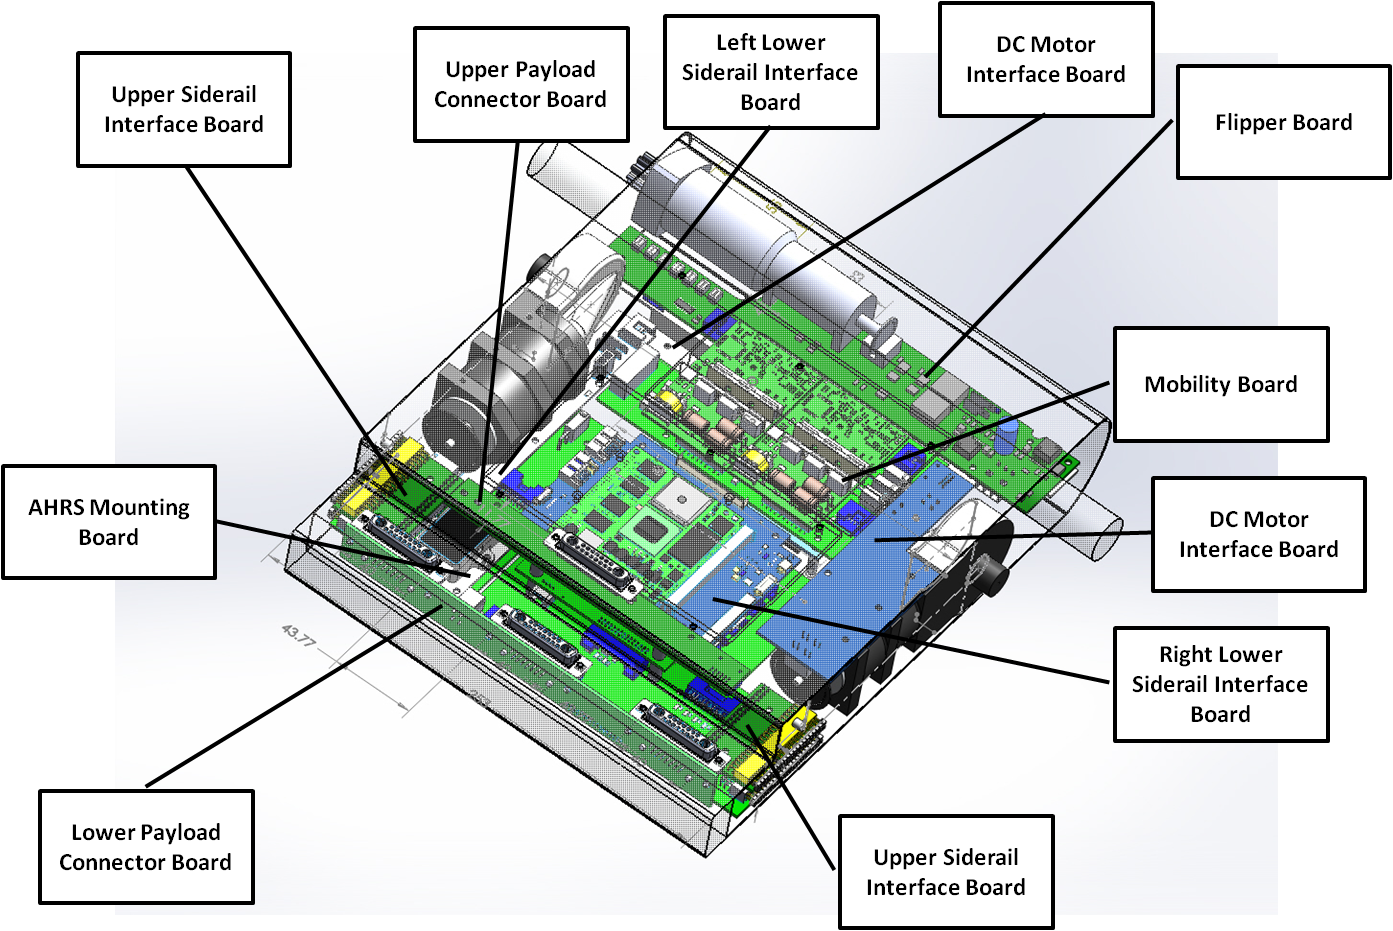 Left Lower
Siderail Interface
Board
DC Motor
Interface Board
Upper Payload
Connector Board
Upper Siderail
Interface Board
Flipper Board
Mobility Board
AHRS Mounting
Board
DC Motor
Interface Board
43.77
Right Lower
Siderail Interface
Board
Lower Payload
Connector Board
Upper Siderail
Interface Board